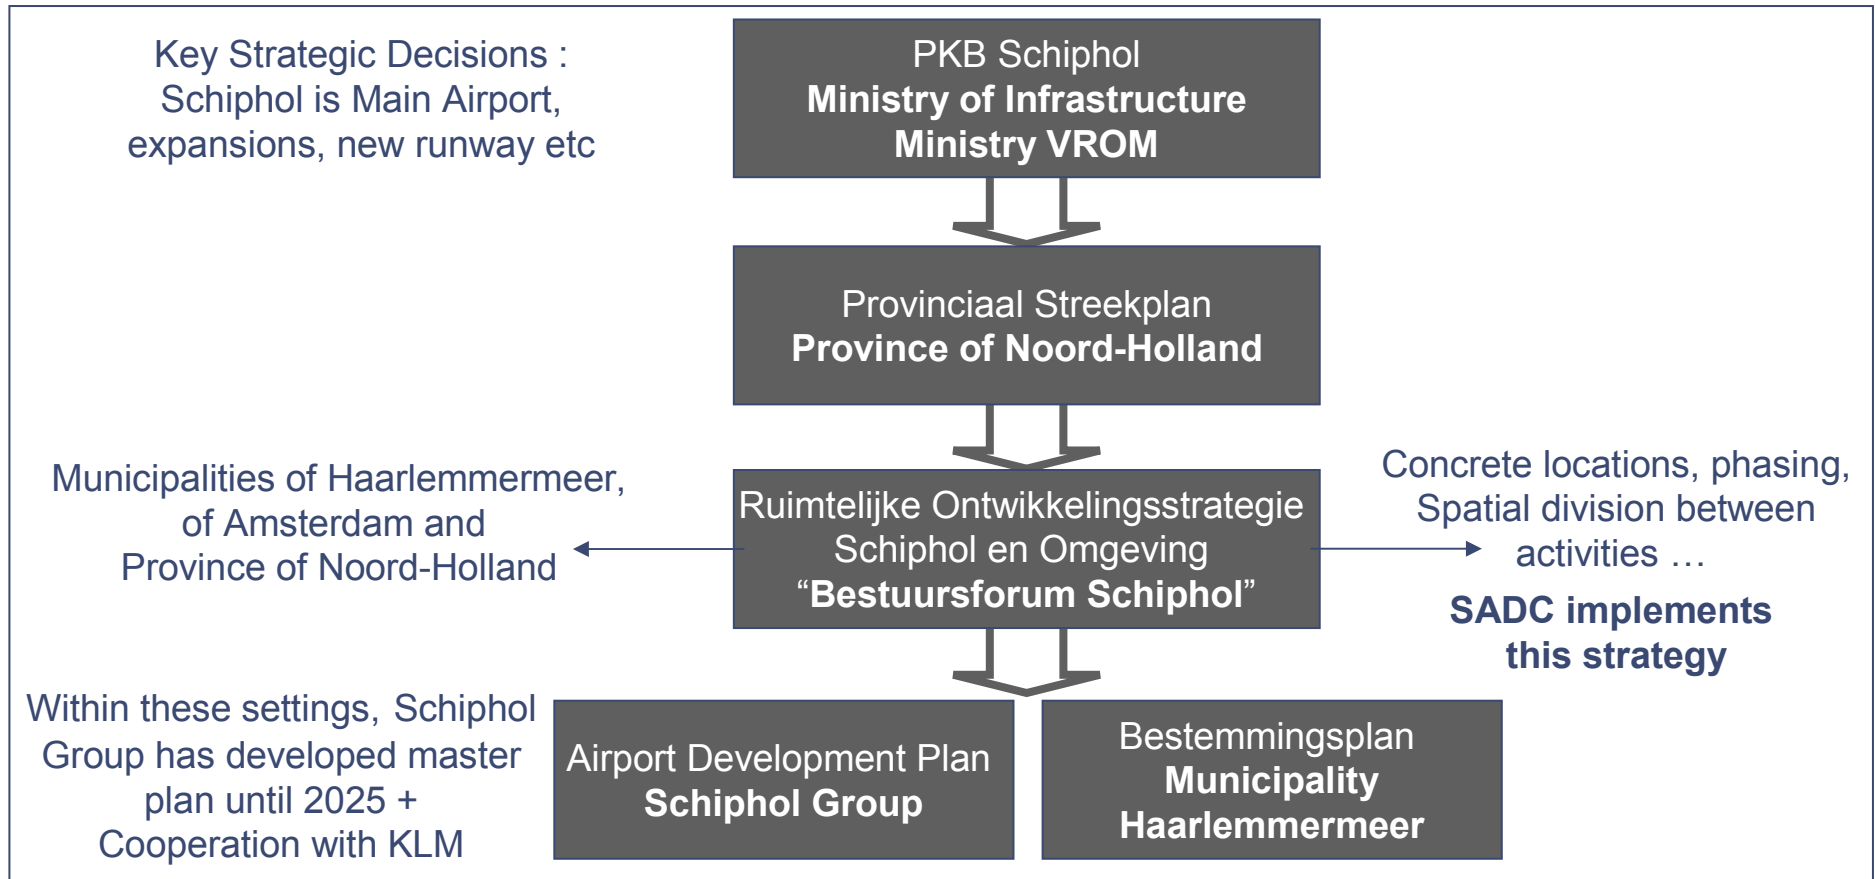 Key Strategic Decisions :
Schiphol is Main Airport,
expansions, new runway etc
PKB Schiphol
Ministry of Infrastructure
Ministry VROM
Provinciaal Streekplan
Province of Noord-Holland
Municipalities of Haarlemmermeer,
of Amsterdam and
Province of Noord-Holland
Ruimtelijke Ontwikkelingsstrategie
Schiphol en Omgeving
“Bestuursforum Schiphol”
Concrete locations, phasing,
Spatial division between
activities …
SADC implements
this strategy
Within these settings, Schiphol
Group has developed master
plan until 2025 +
Cooperation with KLM
Airport Development Plan
Schiphol Group
Bestemmingsplan
Municipality
Haarlemmermeer